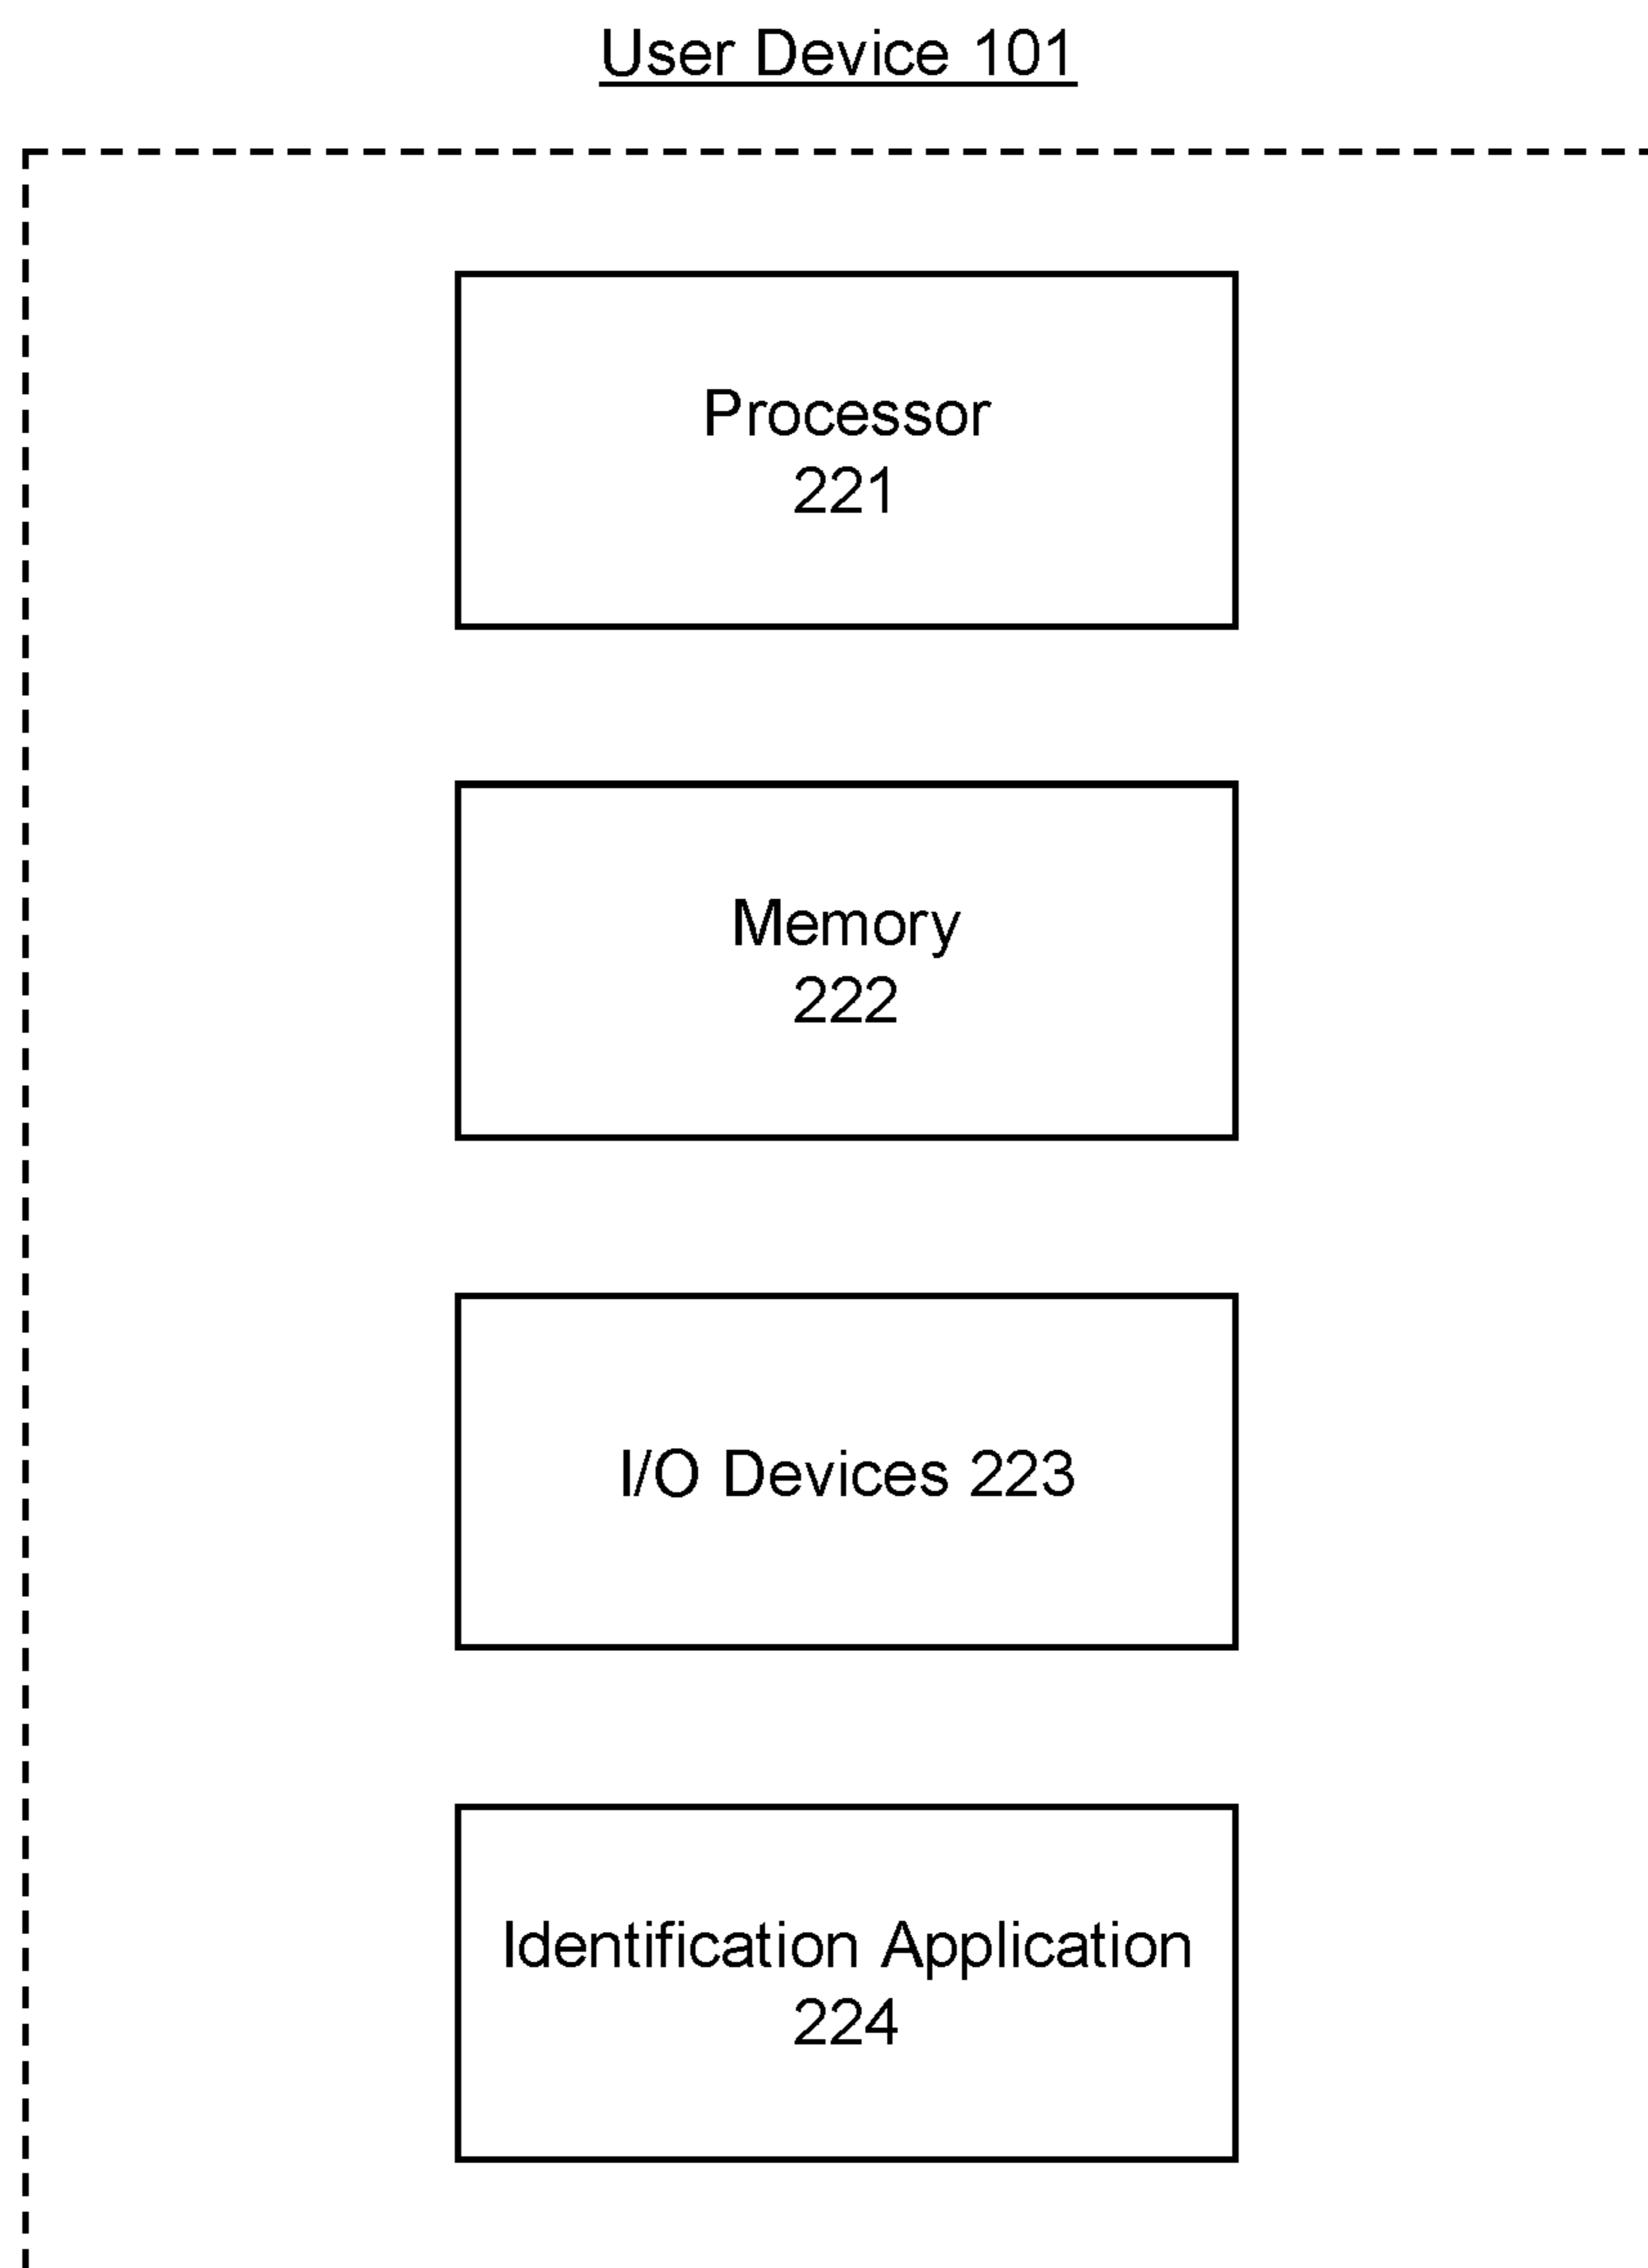 User Device 101
Processor
221
Memory
222
I/O Devices 223
Identification Application
224